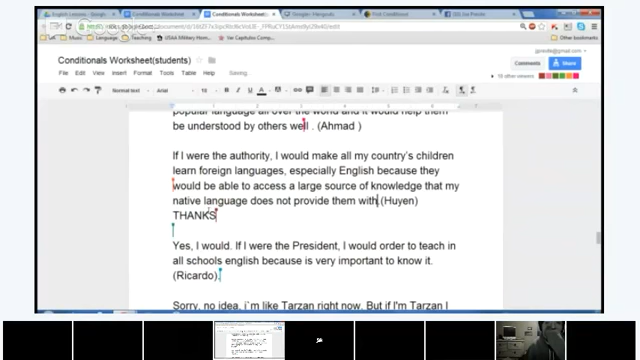 Conditionals Worksheet(students)
File Edit View Insert Format Tools Table Help Saving...
Comments Share
Normal text Arial
popular language all over the world and it would help them
be understood by others well . (Ahmad )
If I were the authority, I would make all my country's children
learn foreign languages, especially English because they
would be able to access a large source of knowledge that my
native language does not provide them with.(Huyen)
THANKS
Yes, I would. If I were the President, I would order to teach in
all schools english because is very important to know it.
(Ricardo).
Sorry, no idea, i`m like Tarzan right now. But if I'm Tarzan I